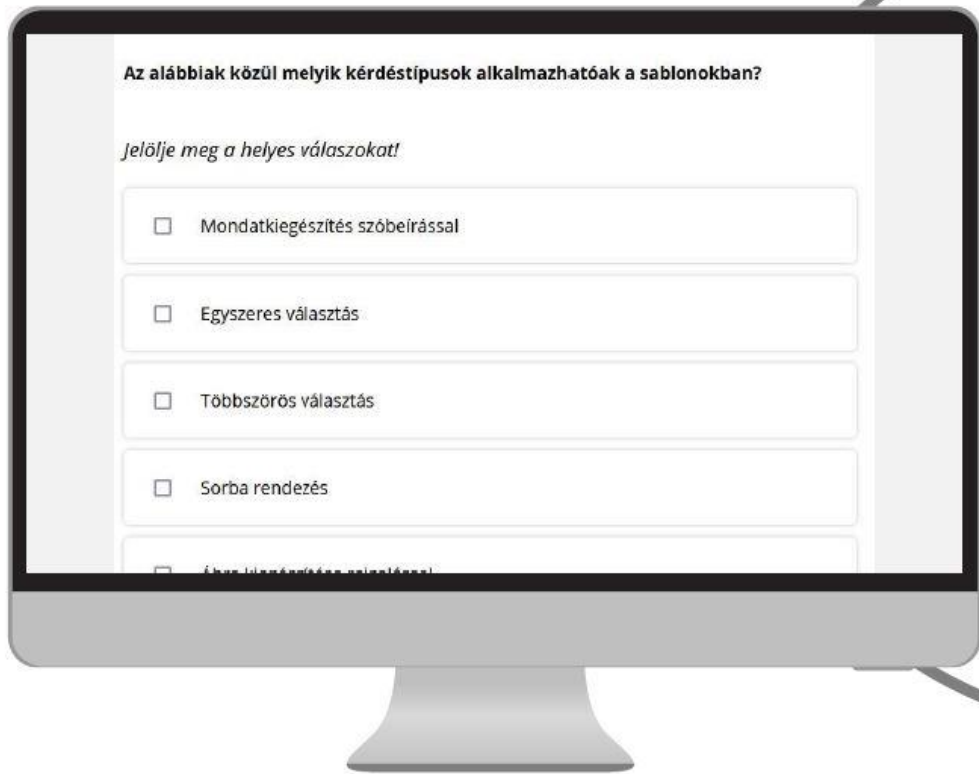 Az alábbiak közül melyik kérdéstípusok alkalmazhatóak a sablonokban?
Jelölje meg a helyes válaszokat!
Mondatkiegészítés szóbeírással
Egyszeres választás
Többszörös választás
Sorba rendezés